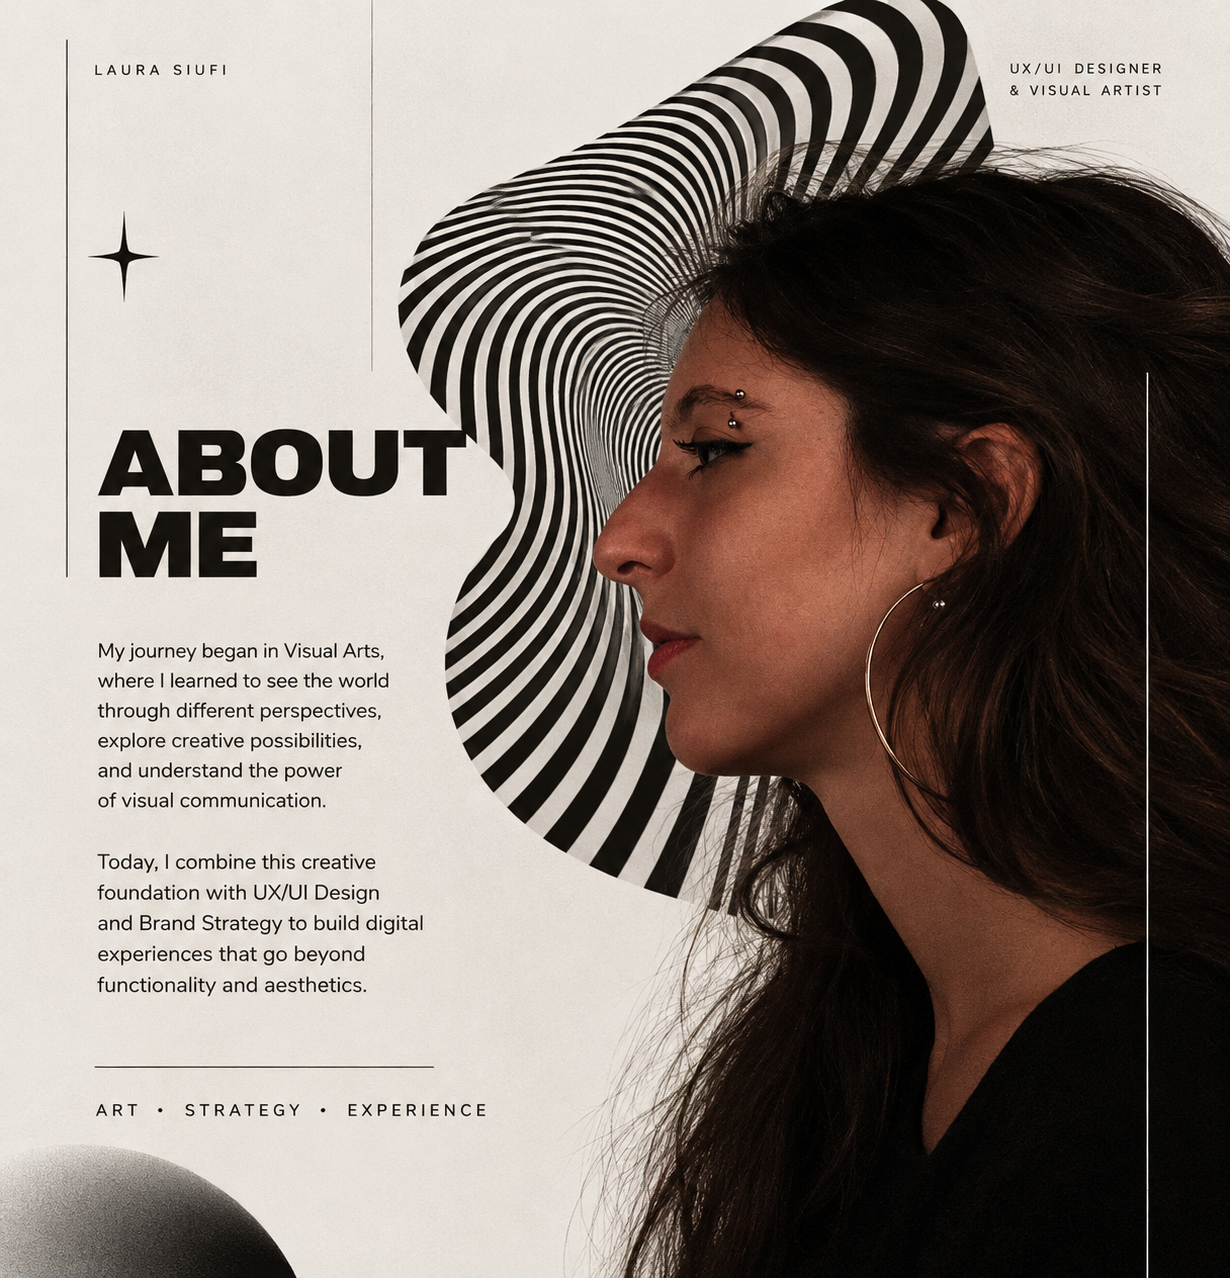 LAURA SIUFI
UX/UI DESIGNER
& VISUAL ARTIST
ABOUT
ME
My journey began in Visual Arts,
where I learned to see the world
through different perspectives,
explore creative possibilities,
and understand the power
of visual communication.
Today, I combine this creative
foundation with UX/UI Design
and Brand Strategy to build digital
experiences that go beyond
functionality and aesthetics.
ART • STRATEGY • EXPERIENCE